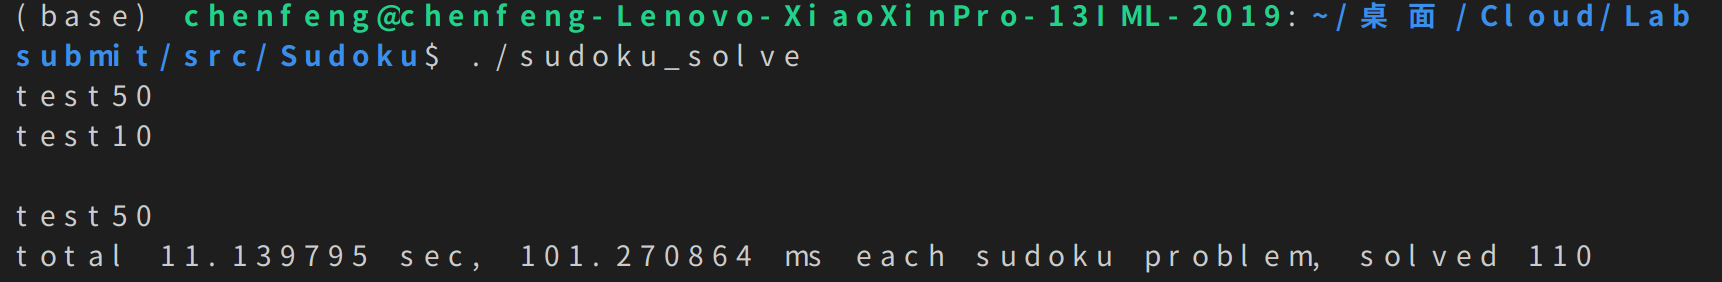 (base) chenfeng@chenfeng-Lenovo-XiaoXinPro-13IML-2019:~/桌面/Cloud/Lab
submit/src/Sudoku$ ./sudoku_solve
test50
test10

test50
total 11.139795 sec, 101.270864 ms each sudoku problem, solved 110